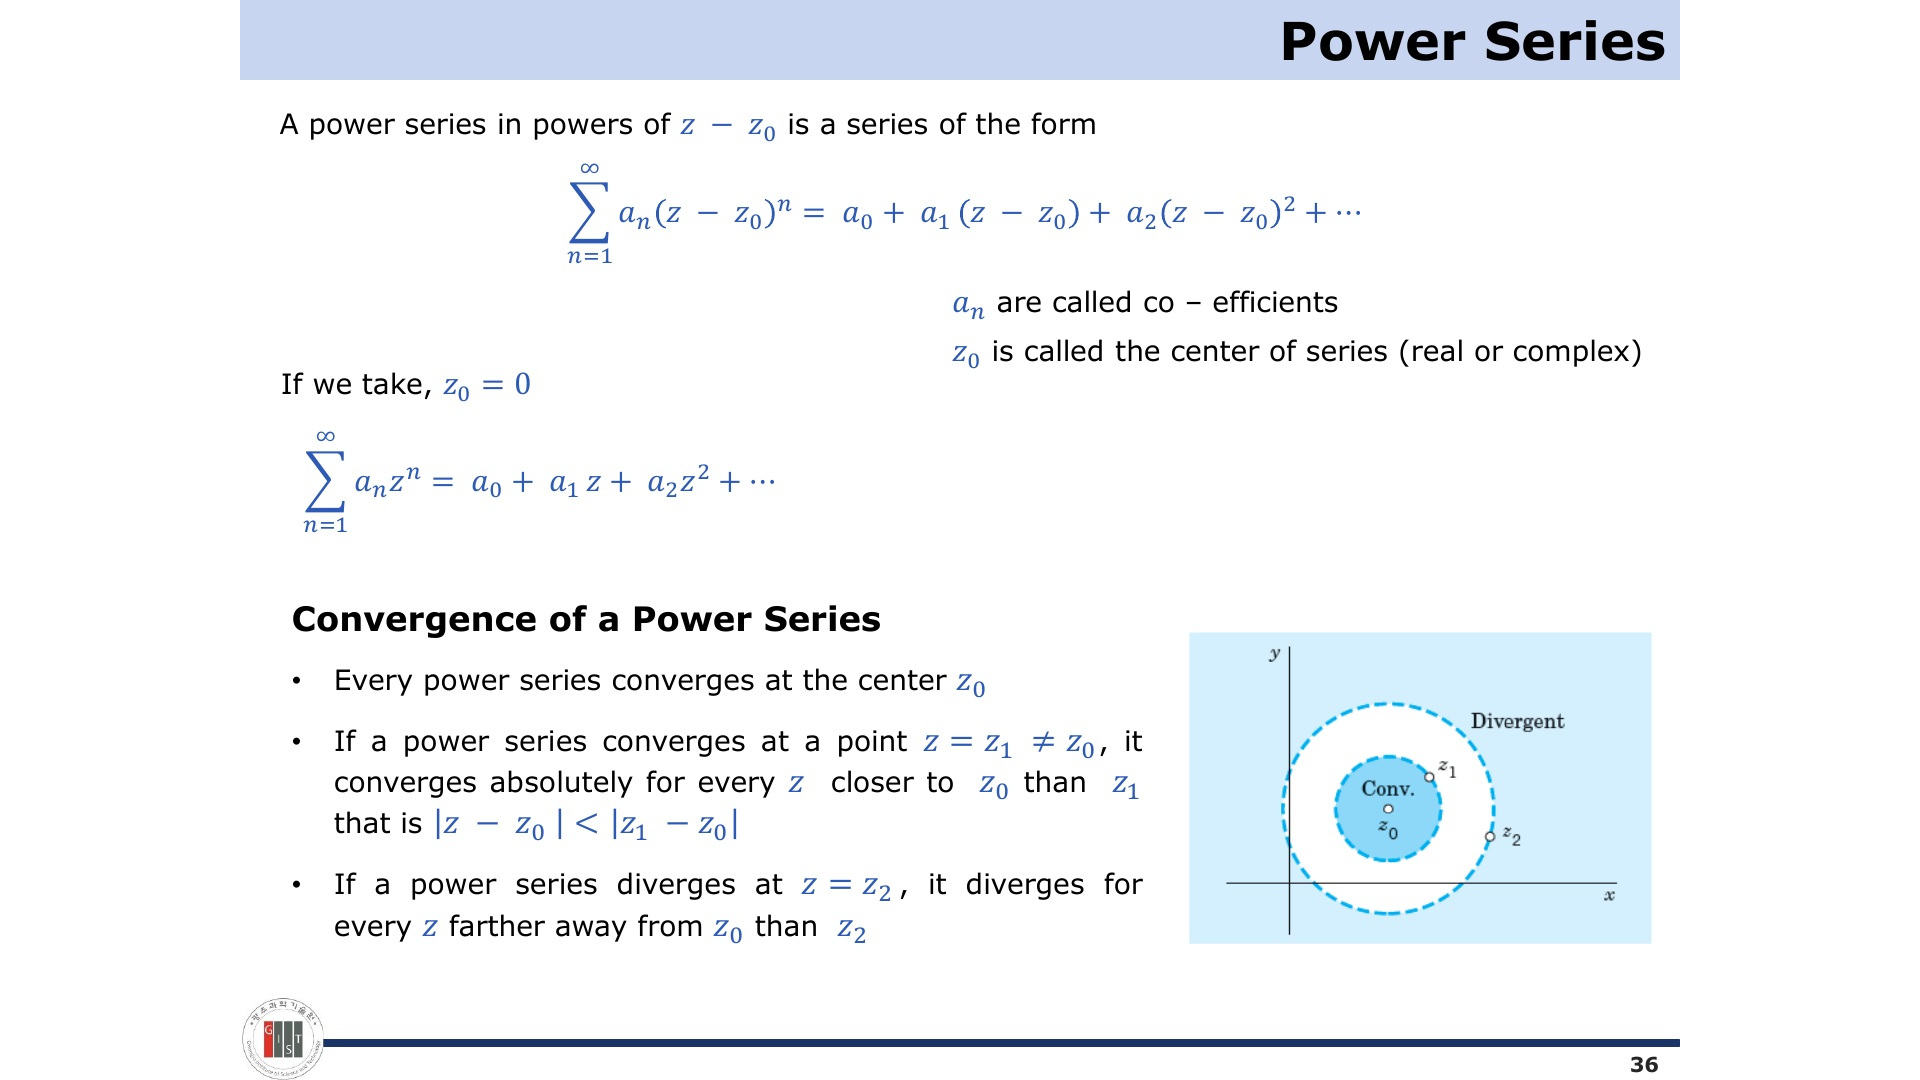 Power Series
A power series in powers of z − z₀ is a series of the form
∞
∑ aₙ(z − z₀)ⁿ = a₀ + a₁ (z − z₀) + a₂(z − z₀)² + ⋯
n=1
aₙ are called co – efficients
z₀ is called the center of series (real or complex)
If we take, z₀ = 0
∞
∑ aₙzⁿ = a₀ + a₁ z + a₂z² + ⋯
n=1
Convergence of a Power Series
• Every power series converges at the center z₀
• If a power series converges at a point z = z₁ ≠ z₀, it
converges absolutely for every z closer to z₀ than z₁
that is |z − z₀ | < |z₁ − z₀|
• If a power series diverges at z = z₂ , it diverges for
every z farther away from z₀ than z₂
y
Divergent
z₁
Conv.
z₀
z₂
x
G I S T
36